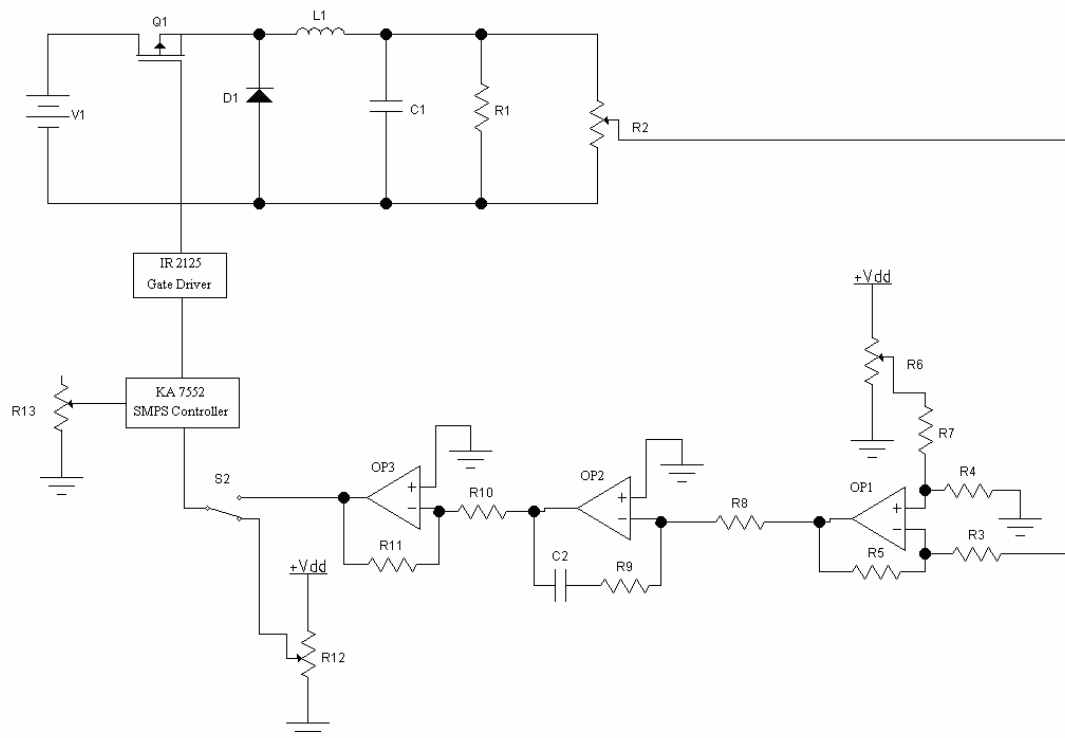 Q1
L1
V1
D1
C1
R1
R2
IR 2125
Gate Driver
+Vdd
R6
KA 7552
SMPS Controller
R13
R7
S2
OP3
+
−
OP2
+
−
OP1
+
−
R4
R10
R8
R3
R11
C2
R9
R5
+Vdd
R12